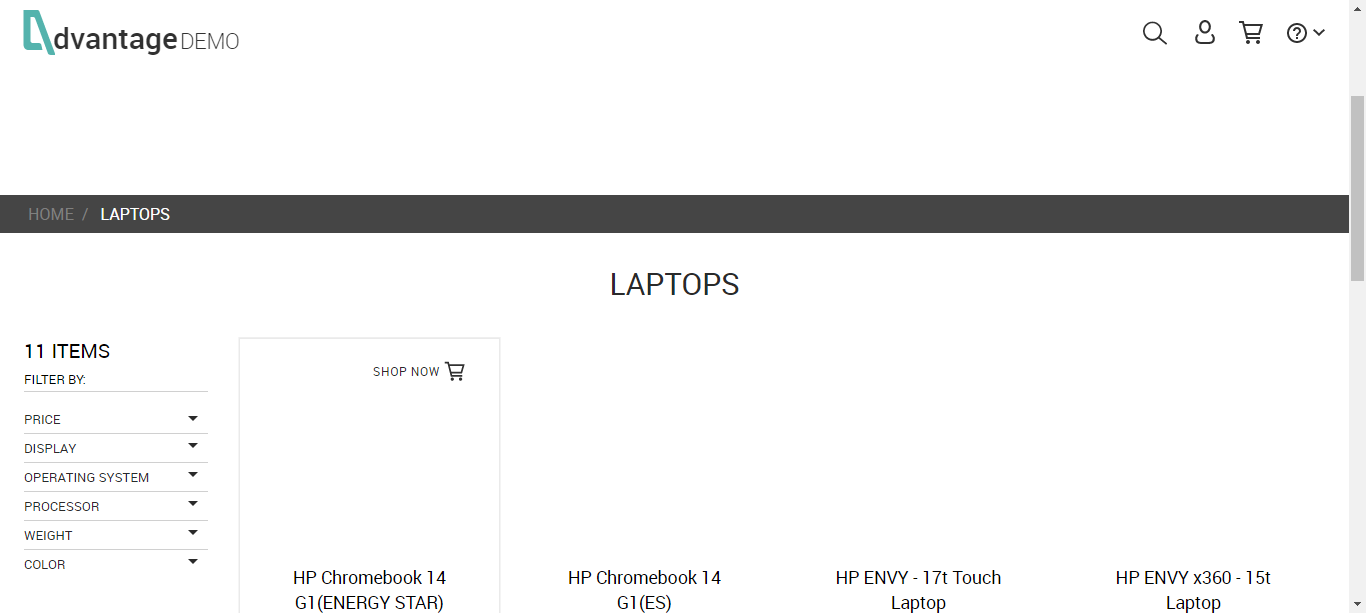 dvantage DEMO
HOME / LAPTOPS
LAPTOPS
11 ITEMS
FILTER BY:
PRICE
DISPLAY
OPERATING SYSTEM
PROCESSOR
WEIGHT
COLOR
SHOP NOW
HP Chromebook 14
G1(ENERGY STAR)
HP Chromebook 14
G1(ES)
HP ENVY - 17t Touch
Laptop
HP ENVY x360 - 15t
Laptop